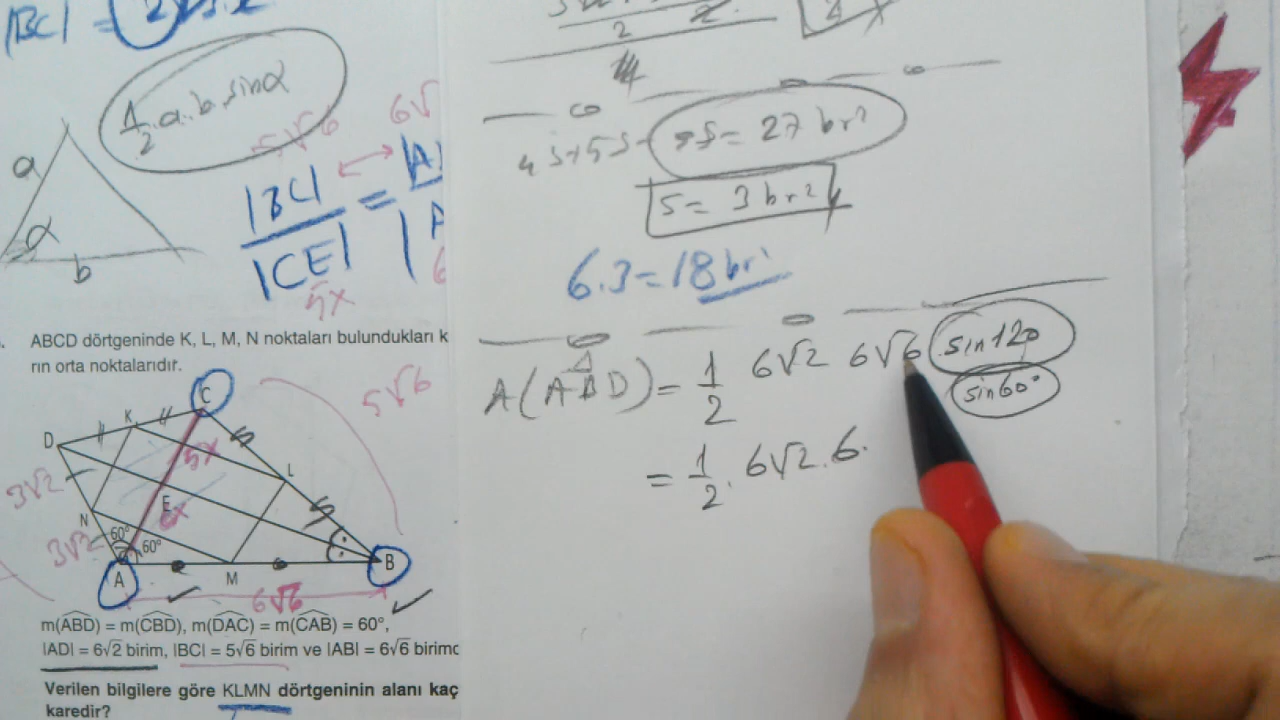 |BC| =
1/2 . a . b . sinα
a
α
b
5√6
6√
|BC|
|CE|
5x
=
ABCD dörtgeninde K, L, M, N noktaları bulundukları k
rın orta noktalarıdır.
C
K
D
L
E
N
60°
60°
A
M
B
5√6
3√2
3√2
5x
6x
6√6
m(ABD) = m(CBD), m(DAC) = m(CAB) = 60°,
|AD| = 6√2 birim, |BC| = 5√6 birim ve |AB| = 6√6 birim
Verilen bilgilere göre KLMN dörtgeninin alanı kaç
karedir?
2
4S+5S
= 27 br²
S = 3 br²
6.3 = 18 br²
A(ABD) = 1/2 6√2 6√6 . sin120
sin60°
= 1/2 . 6√2 . 6.